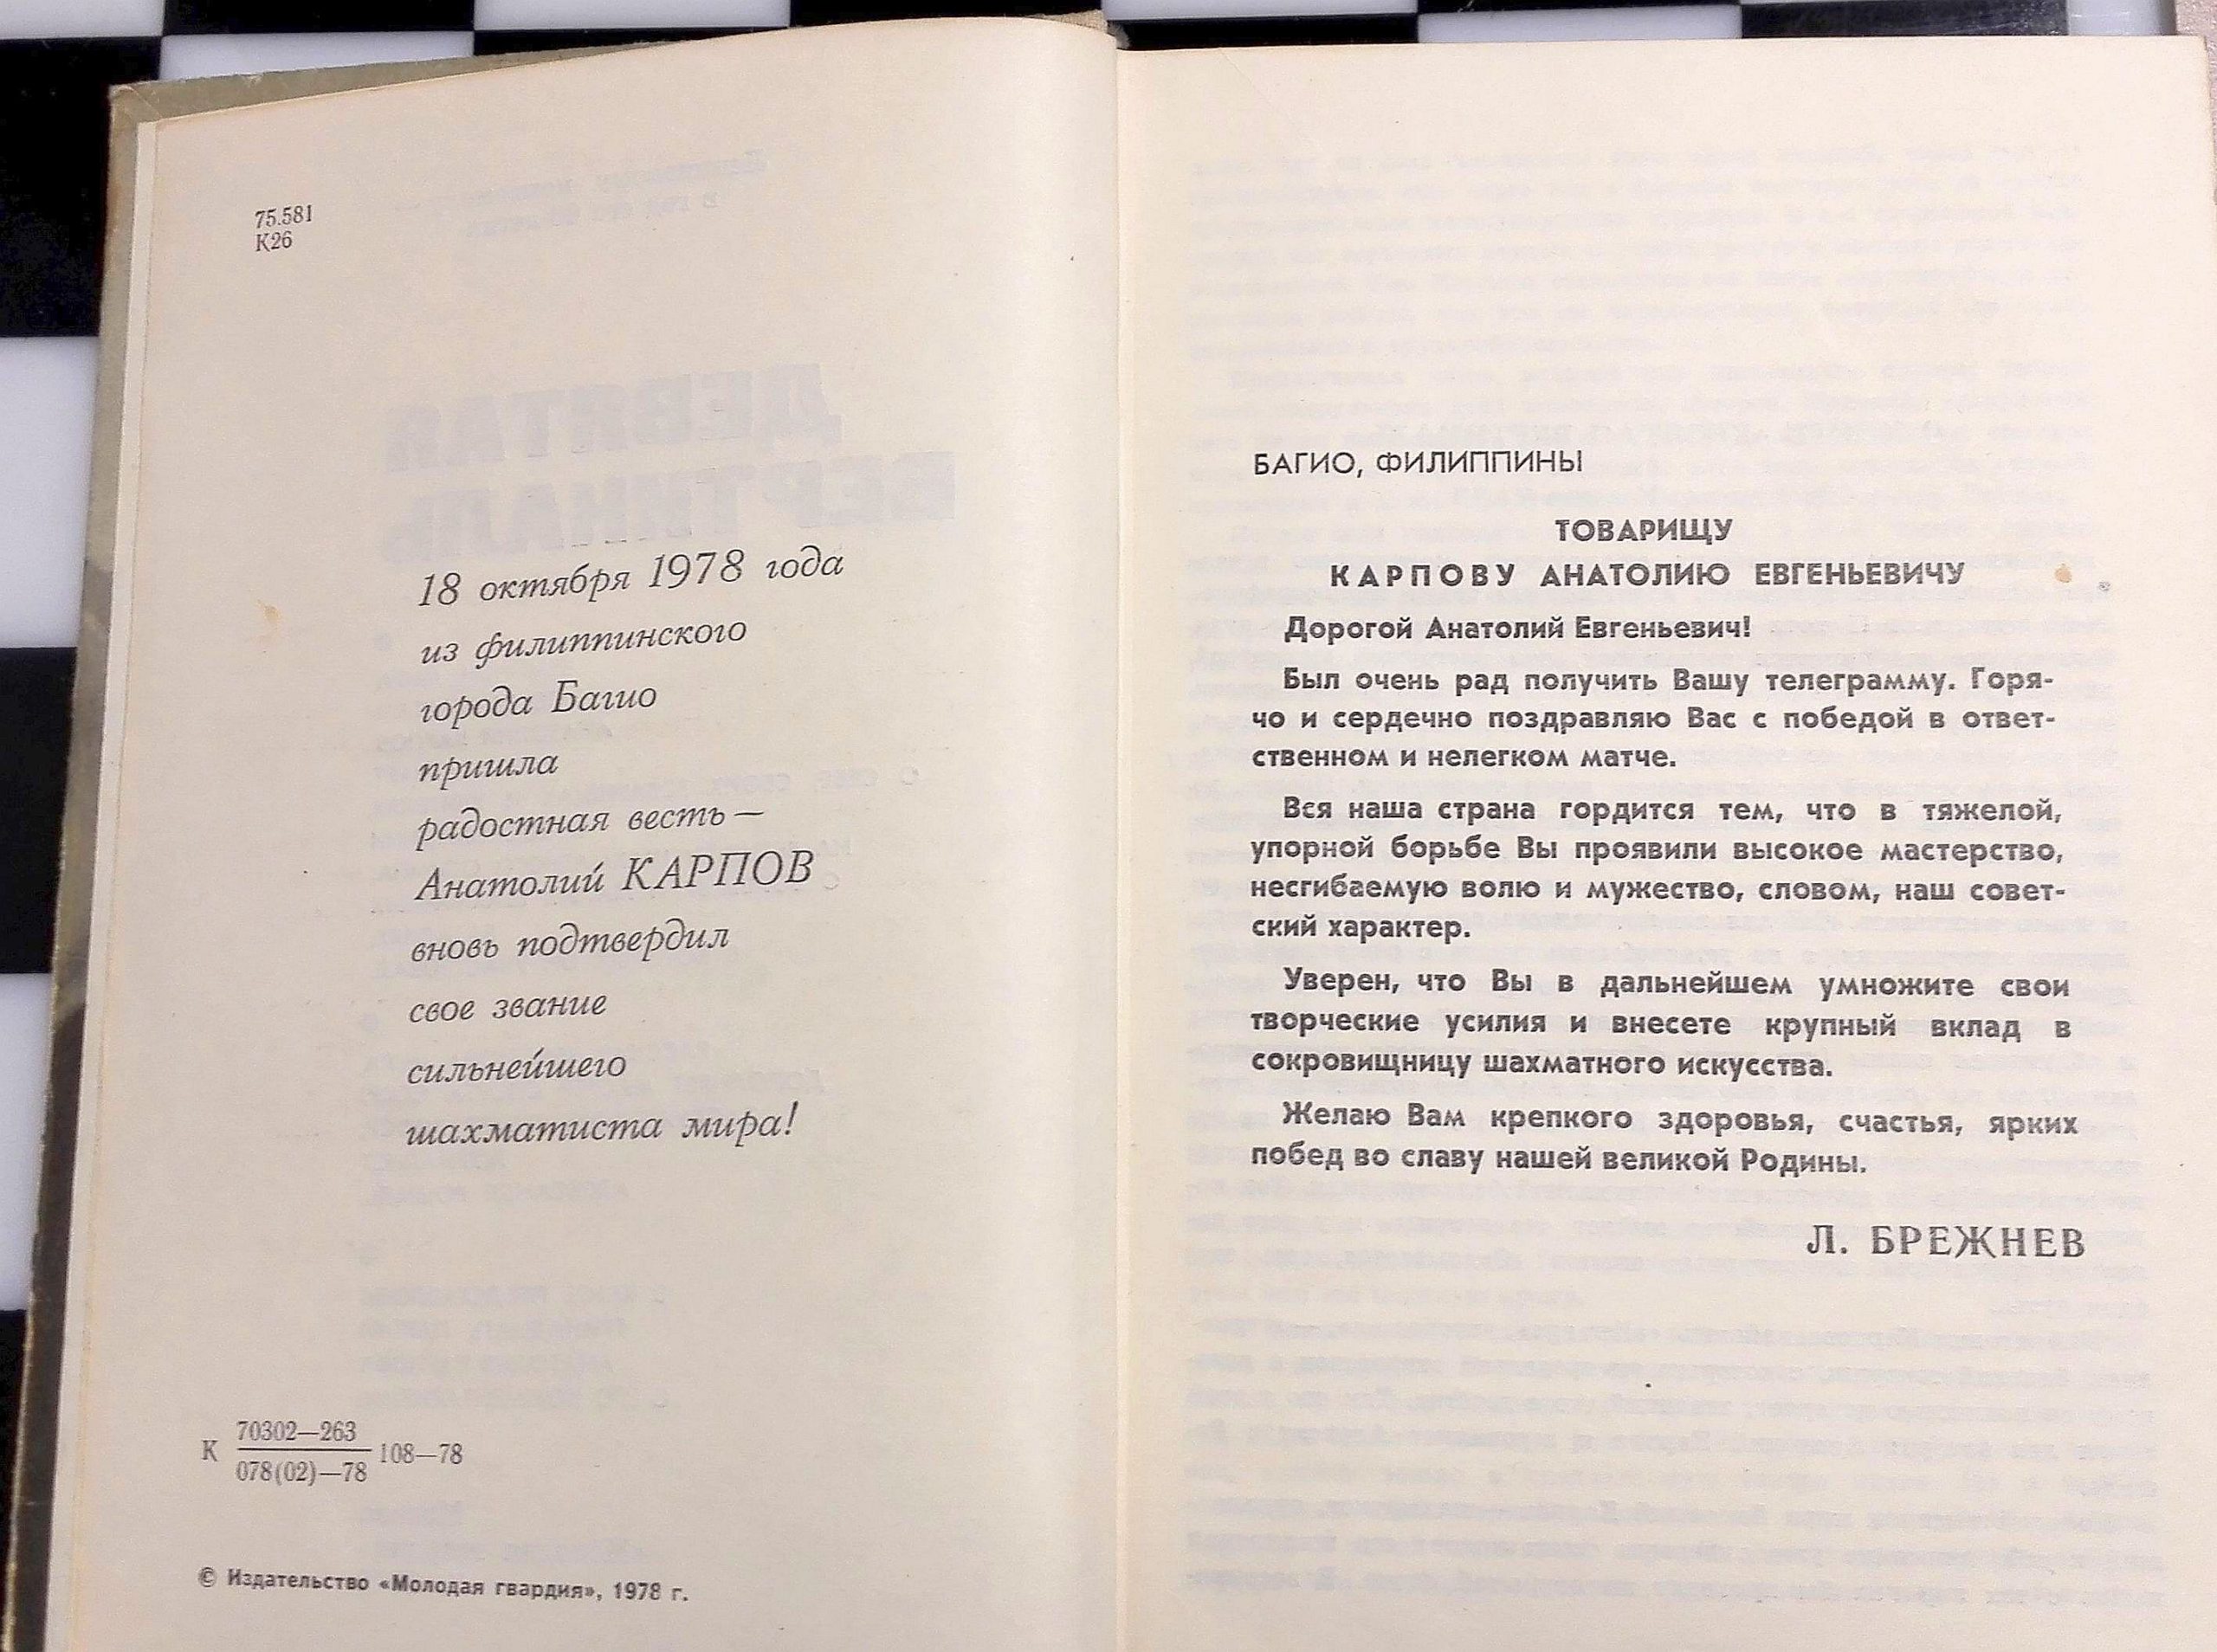 75.581
К26
ДЕВЯТАЯ
ВЕРТИКАЛЬ
18 октября 1978 года
из филиппинского
города Багио
пришла
радостная весть —
Анатолий КАРПОВ
вновь подтвердил
свое звание
сильнейшего
шахматиста мира!
К 70302—263
078(02)—78 108—78
© Издательство «Молодая гвардия», 1978 г.
БАГИО, ФИЛИППИНЫ
ТОВАРИЩУ
КАРПОВУ АНАТОЛИЮ ЕВГЕНЬЕВИЧУ
Дорогой Анатолий Евгеньевич!
Был очень рад получить Вашу телеграмму. Горя-
чо и сердечно поздравляю Вас с победой в ответ-
ственном и нелегком матче.
Вся наша страна гордится тем, что в тяжелой,
упорной борьбе Вы проявили высокое мастерство,
несгибаемую волю и мужество, словом, наш совет-
ский характер.
Уверен, что Вы в дальнейшем умножите свои
творческие усилия и внесете крупный вклад в
сокровищницу шахматного искусства.
Желаю Вам крепкого здоровья, счастья, ярких
побед во славу нашей великой Родины.
Л. БРЕЖНЕВ